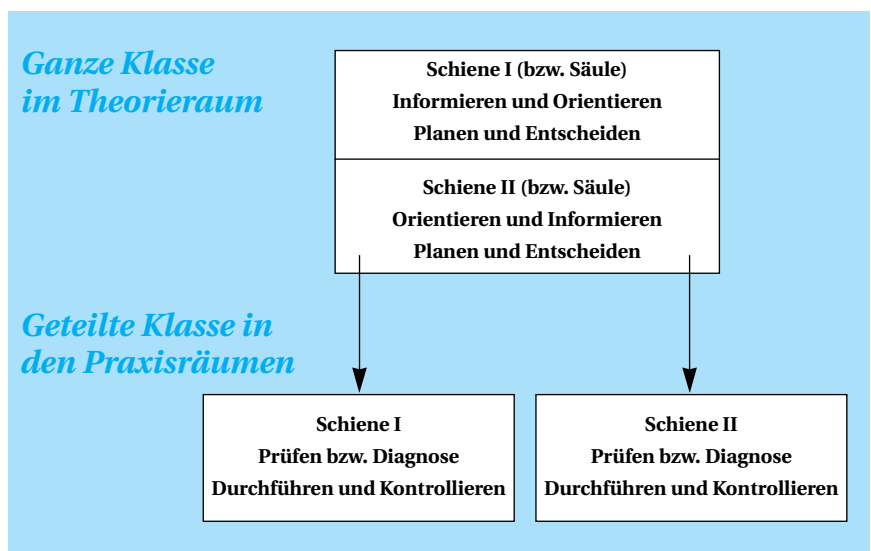 Ganze Klasse
im Theorieraum
Schiene I (bzw. Säule)
Informieren und Orientieren
Planen und Entscheiden
Schiene II (bzw. Säule)
Orientieren und Informieren
Planen und Entscheiden
Geteilte Klasse in
den Praxisräumen
Schiene I
Prüfen bzw. Diagnose
Durchführen und Kontrollieren
Schiene II
Prüfen bzw. Diagnose
Durchführen und Kontrollieren